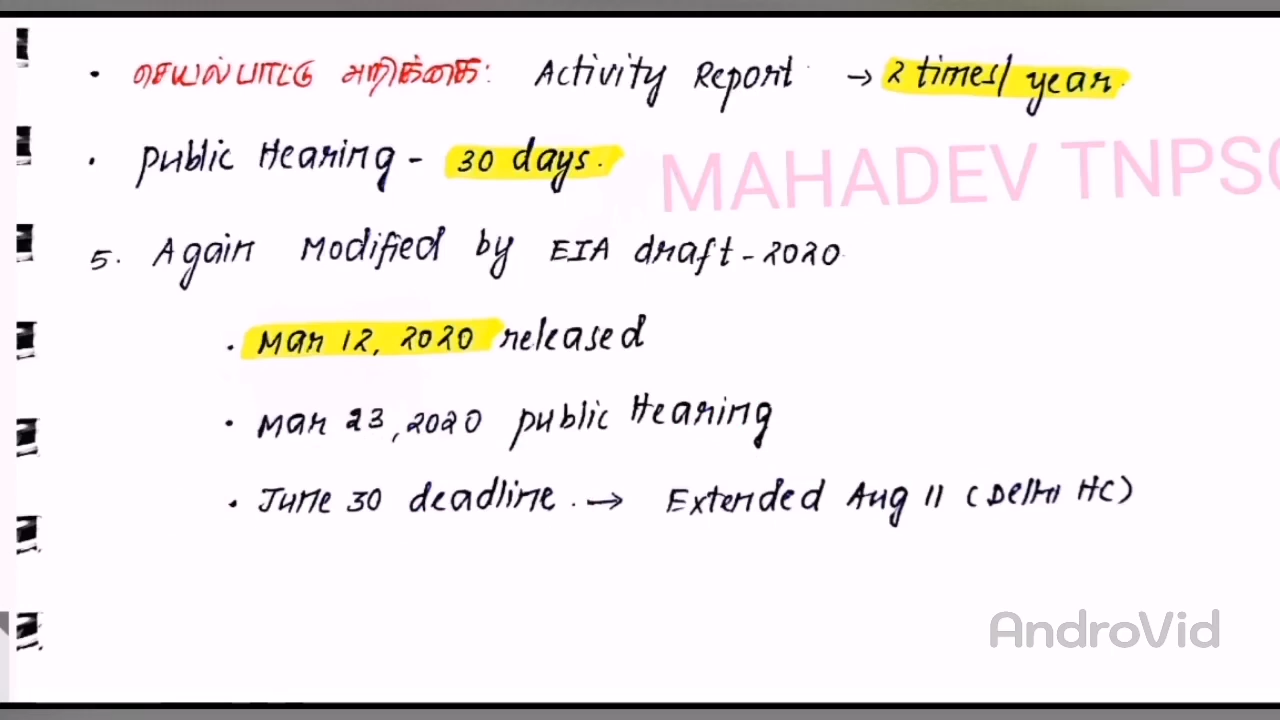 • செயல்பாட்டு அறிக்கை: Activity Report → 2 times/ year.
• public Hearing - 30 days.
MAHADEV TNPSC
5. Again Modified by EIA draft - 2020
• Mar 12, 2020 released
• Mar 23, 2020 public Hearing
• June 30 deadline. → Extended Aug 11 (Delhi HC)
AndroVid